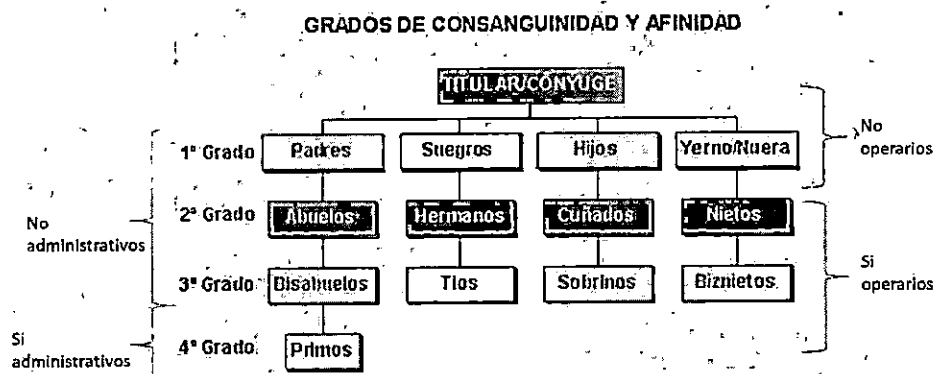 GRADOS DE CONSANGUINIDAD Y AFINIDAD
TITULAR/CÓNYUGE
1º Grado Padres Suegros Hijos Yerno/Nuera
No operarios
2º Grado Abuelos Hermanos Cuñados Nietos
No administrativos
3º Grado Bisabuelos Tios Sobrinos Biznietos
Si operarios
4º Grado Primos
Si administrativos